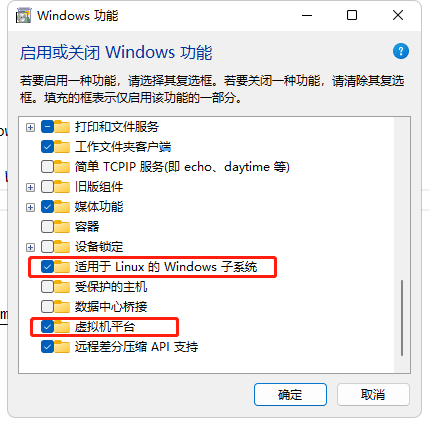 Windows 功能
启用或关闭 Windows 功能
若要启用一种功能，请选择其复选框。若要关闭一种功能，请清除其复选
框。填充的框表示仅启用该功能的一部分。
打印和文件服务
工作文件夹客户端
简单 TCPIP 服务(即 echo、daytime 等)
旧版组件
媒体功能
容器
设备锁定
适用于 Linux 的 Windows 子系统
受保护的主机
数据中心桥接
虚拟机平台
远程差分压缩 API 支持
确定
取消